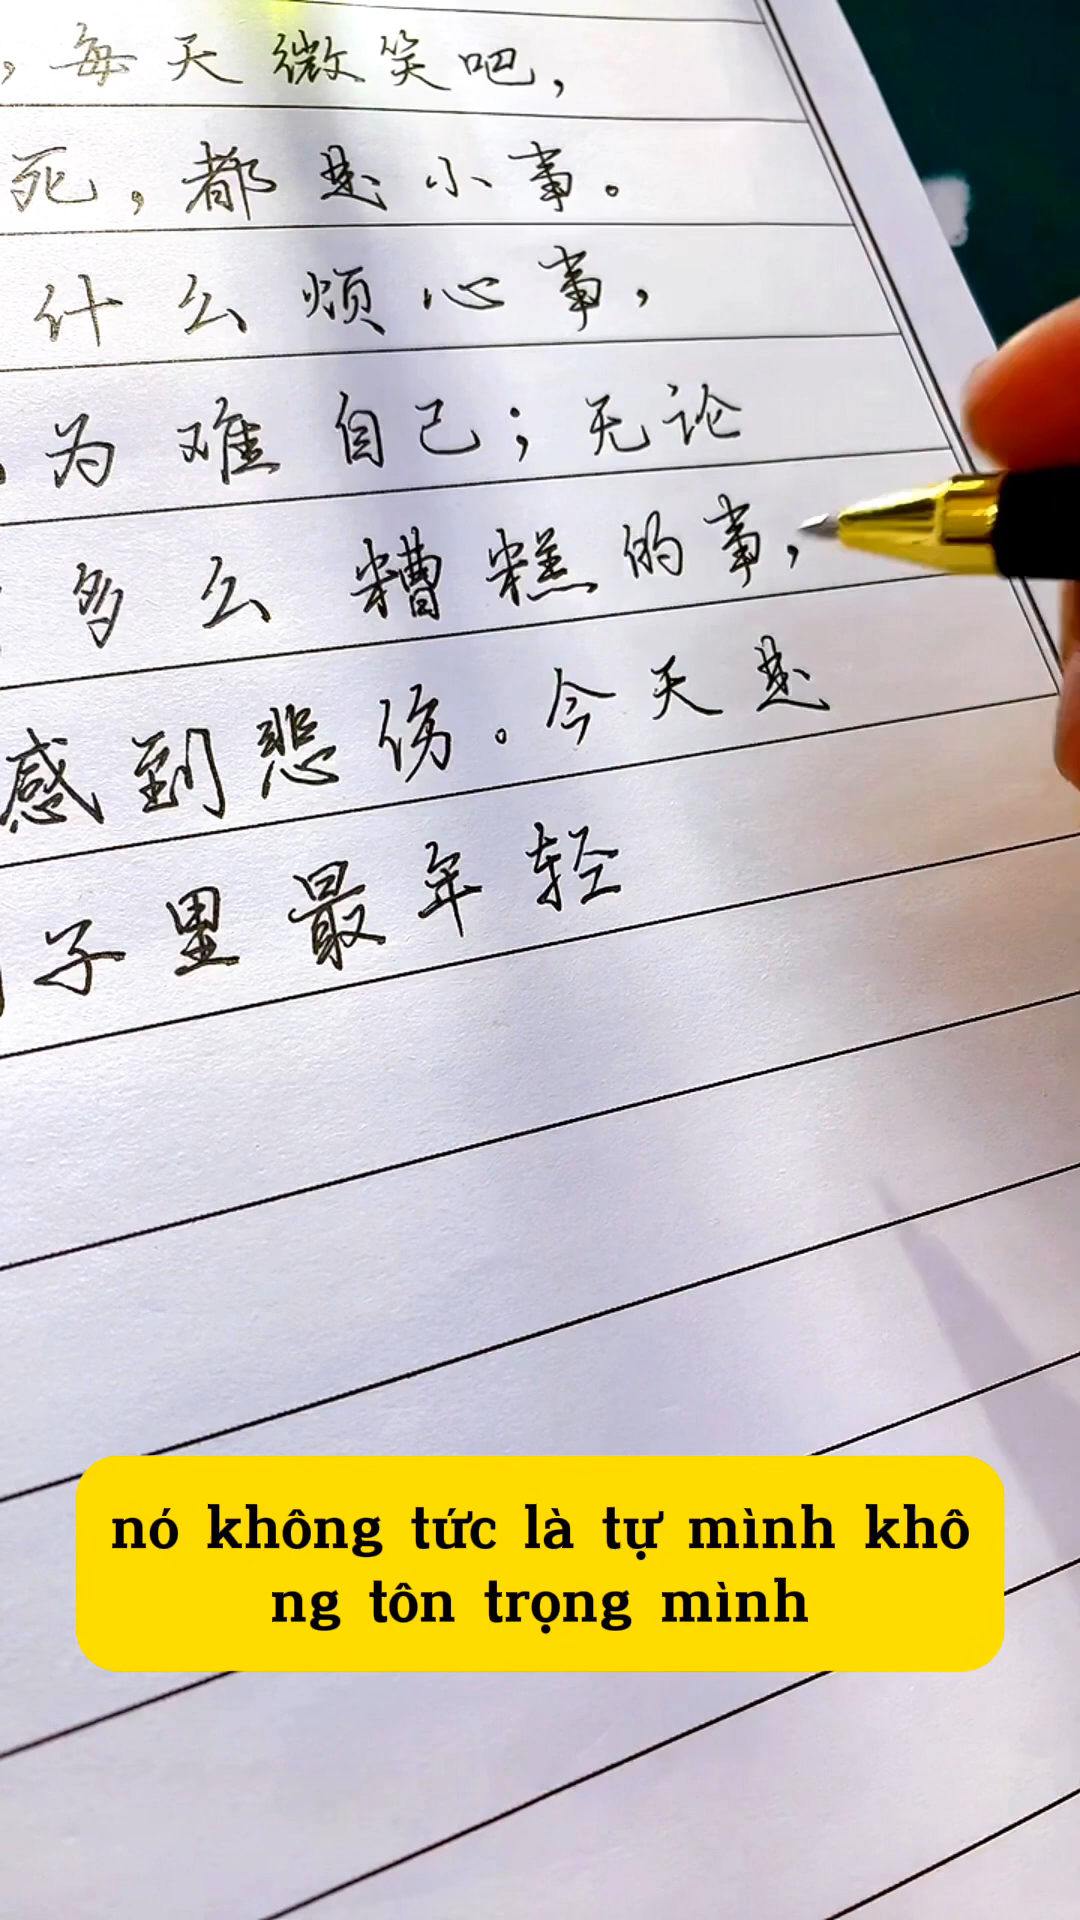 ，每天微笑吧，
死，都是小事。
什么烦心事，
为难自己；无论
多么糟糕的事，
感到悲伤。今天是
子里最年轻
nó không tức là tự mình khô
ng tôn trọng mình